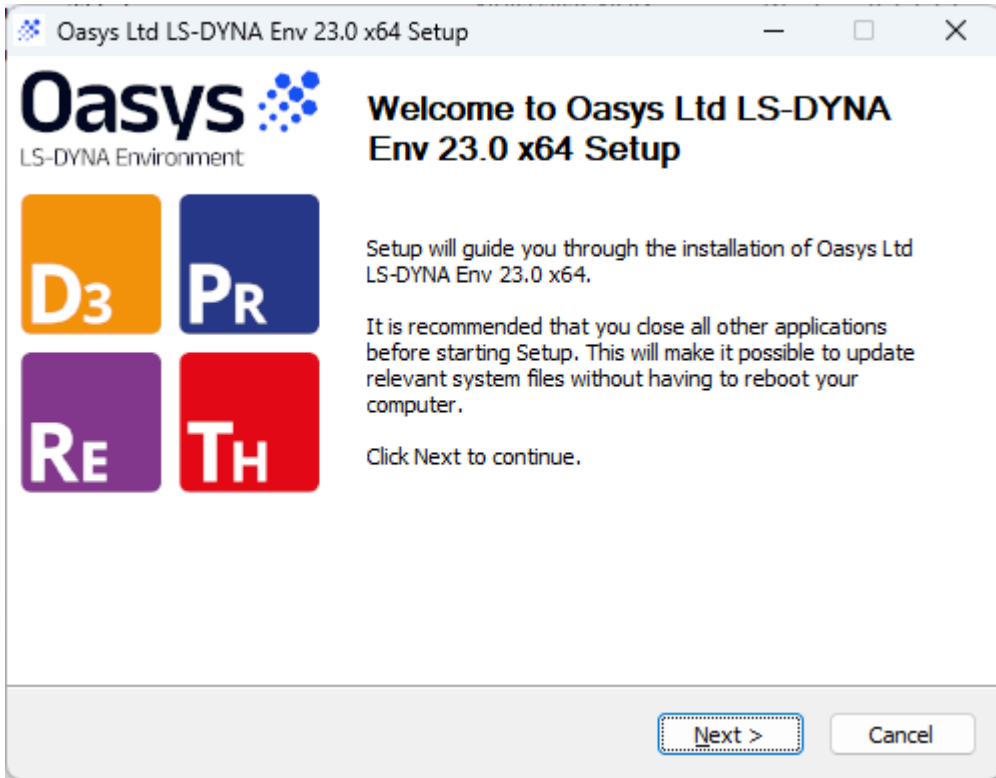 Oasys Ltd LS-DYNA Env 23.0 x64 Setup
Oasys
LS-DYNA Environment
D3
PR
RE
TH
Welcome to Oasys Ltd LS-DYNA
Env 23.0 x64 Setup
Setup will guide you through the installation of Oasys Ltd
LS-DYNA Env 23.0 x64.
It is recommended that you close all other applications
before starting Setup. This will make it possible to update
relevant system files without having to reboot your
computer.
Click Next to continue.
Next >
Cancel